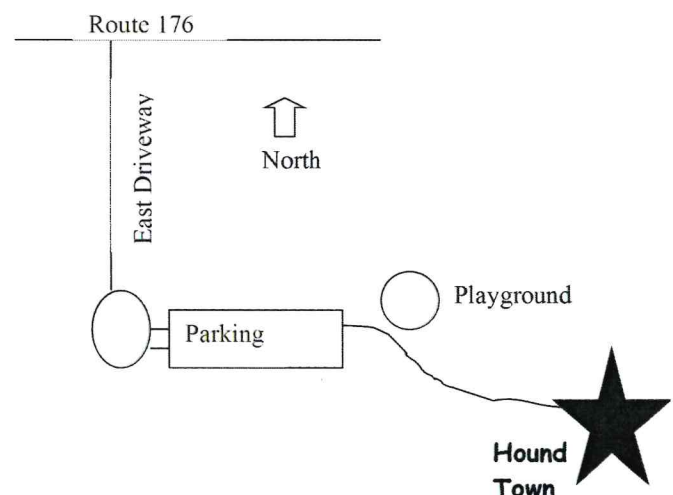 Route 176
East Driveway
North
Playground
Parking
Hound
Town